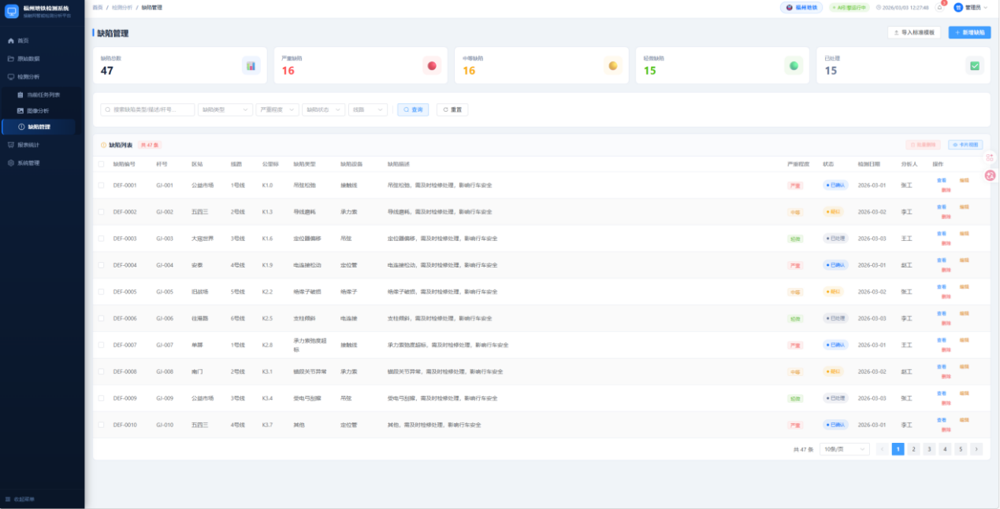 福州地铁检测系统
接触网智能检测分析平台
首页
原始数据
检测分析
当前任务列表
图像分析
缺陷管理
报表统计
系统管理
收起菜单
首页 / 检测分析 / 缺陷管理
福州地铁 AI引擎运行中 2026/03/03 12:27:48 管理员
缺陷管理
导入标准模板 + 新增缺陷
缺陷总数
47
严重缺陷
16
中等缺陷
16
轻微缺陷
15
已处理
15
搜索缺陷类型/描述/杆号... 缺陷类型 严重程度 缺陷状态 线路 查询 重置
缺陷列表 共 47 条 批量删除 卡片视图
缺陷编号 杆号 区站 线路 公里标 缺陷类型 缺陷设备 缺陷描述 严重程度 状态 检测日期 分析人 操作
DEF-0001 GJ-001 公益市场 1号线 K1.0 吊弦松弛 接触线 吊弦松弛，需及时检修处理，影响行车安全 严重 已确认 2026-03-01 张工 查看 编辑
删除
DEF-0002 GJ-002 五四三 2号线 K1.3 导线磨耗 承力索 导线磨耗，需及时检修处理，影响行车安全 中等 疑似 2026-03-02 李工 查看 编辑
删除
DEF-0003 GJ-003 大冠世界 3号线 K1.6 定位器偏移 吊弦 定位器偏移，需及时检修处理，影响行车安全 轻微 已处理 2026-03-03 王工 查看 编辑
删除
DEF-0004 GJ-004 安泰 4号线 K1.9 电连接松动 定位管 电连接松动，需及时检修处理，影响行车安全 严重 已确认 2026-03-01 赵工 查看 编辑
删除
DEF-0005 GJ-005 旧战场 5号线 K2.2 绝缘子破损 绝缘子 绝缘子破损，需及时检修处理，影响行车安全 中等 疑似 2026-03-02 张工 查看 编辑
删除
DEF-0006 GJ-006 往港路 6号线 K2.5 支柱倾斜 电连接 支柱倾斜，需及时检修处理，影响行车安全 轻微 已处理 2026-03-03 李工 查看 编辑
删除
DEF-0007 GJ-007 单屏 1号线 K2.8 承力索弛度超 接触线 承力索弛度超标，需及时检修处理，影响行车安全 严重 已确认 2026-03-01 王工 查看 编辑
标 删除
DEF-0008 GJ-008 南门 2号线 K3.1 锚段关节异常 承力索 锚段关节异常，需及时检修处理，影响行车安全 中等 疑似 2026-03-02 赵工 查看 编辑
删除
DEF-0009 GJ-009 公益市场 3号线 K3.4 受电弓刮擦 吊弦 受电弓刮擦，需及时检修处理，影响行车安全 轻微 已处理 2026-03-03 张工 查看 编辑
删除
DEF-0010 GJ-010 五四三 4号线 K3.7 其他 定位管 其他，需及时检修处理，影响行车安全 严重 已确认 2026-03-01 李工 查看 编辑
删除
共 47 条 10条/页 1 2 3 4 5